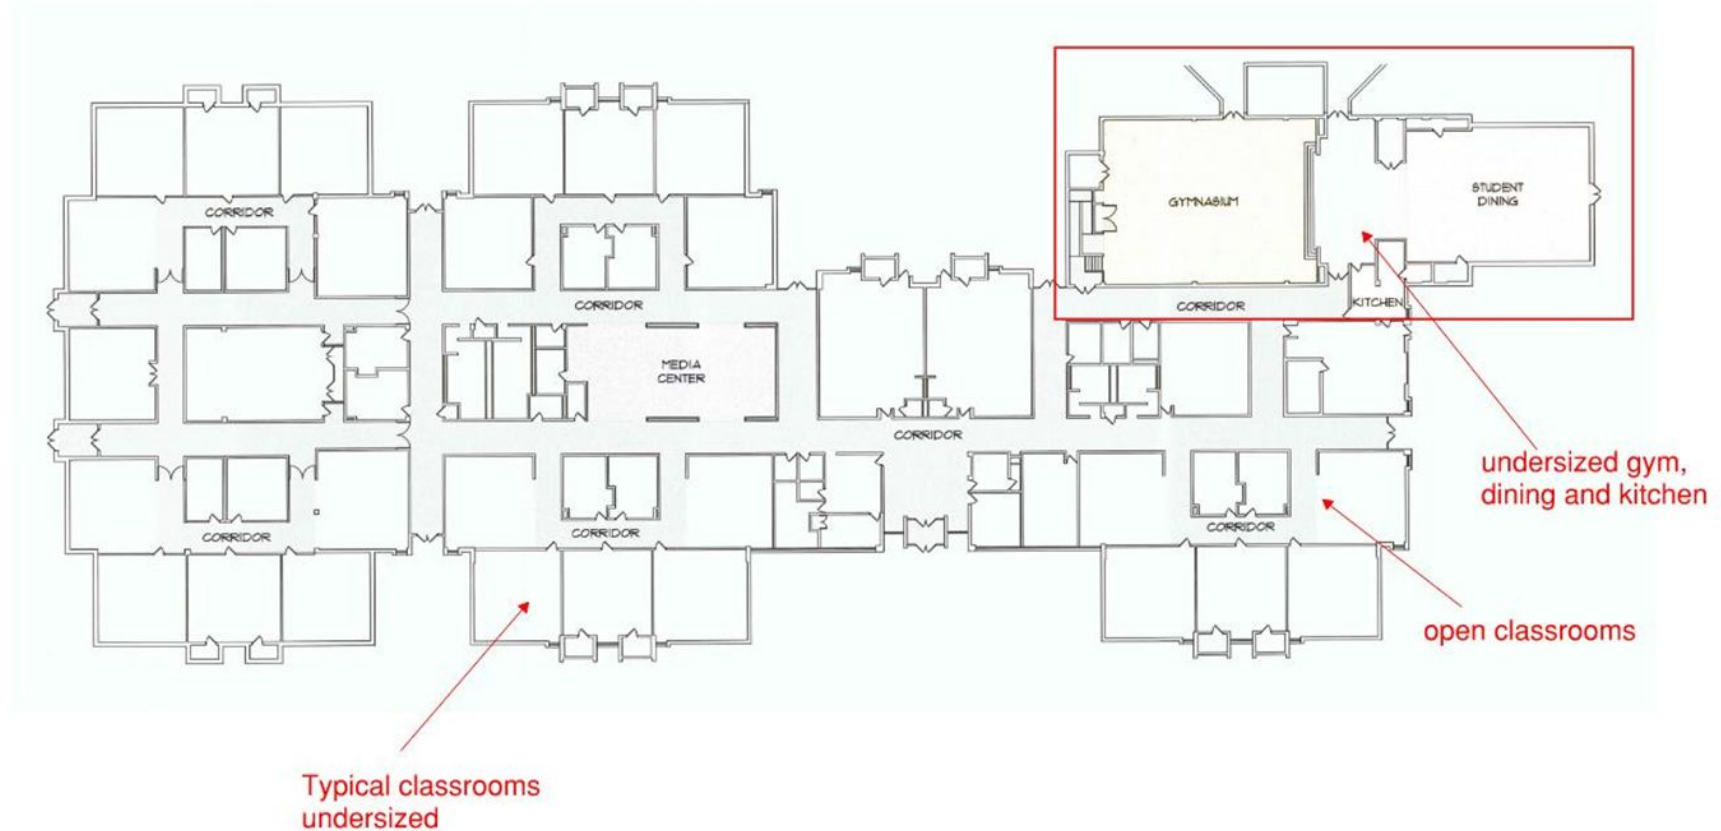 CORRIDOR
GYMNASIUM
STUDENT
DINING
CORRIDOR
CORRIDOR
KITCHEN
MEDIA
CENTER
CORRIDOR
undersized gym,
dining and kitchen
CORRIDOR
CORRIDOR
CORRIDOR
open classrooms
Typical classrooms
undersized